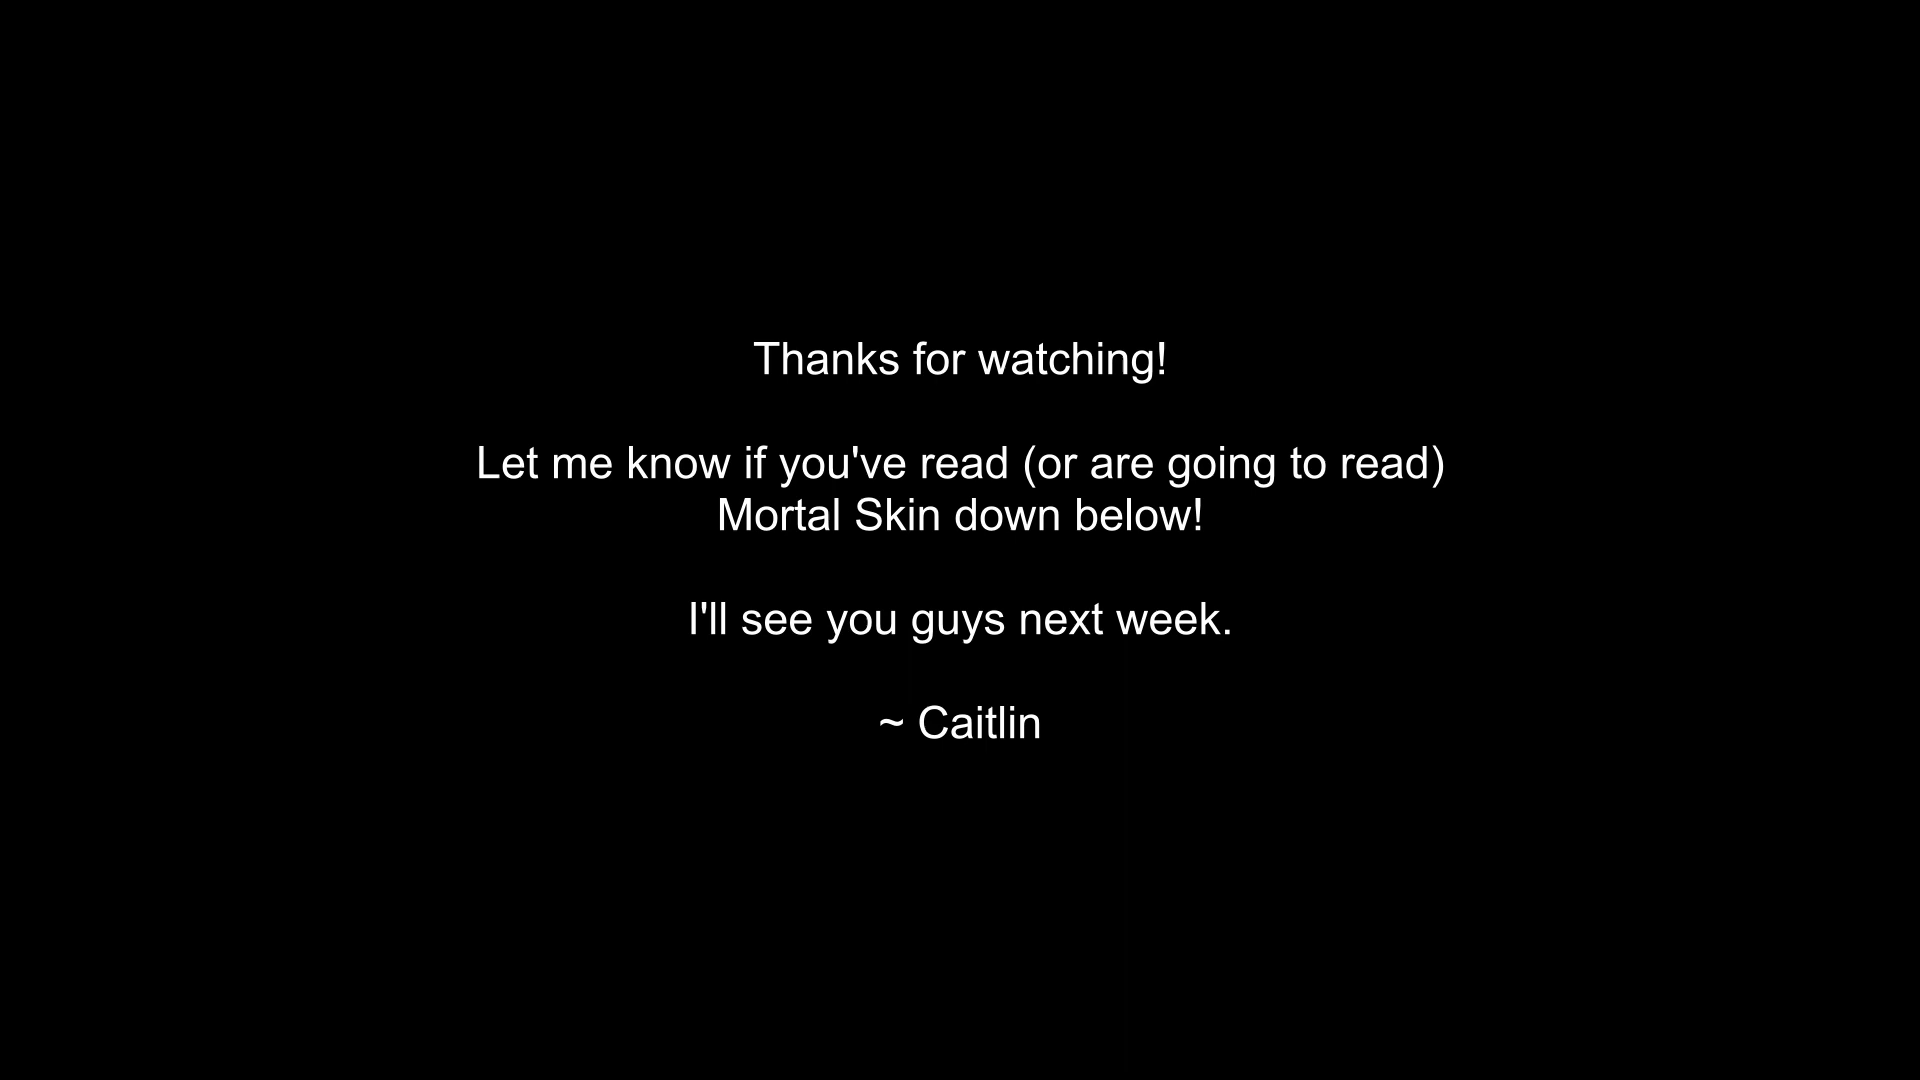 Thanks for watching!
Let me know if you've read (or are going to read)
Mortal Skin down below!
I'll see you guys next week.
~ Caitlin